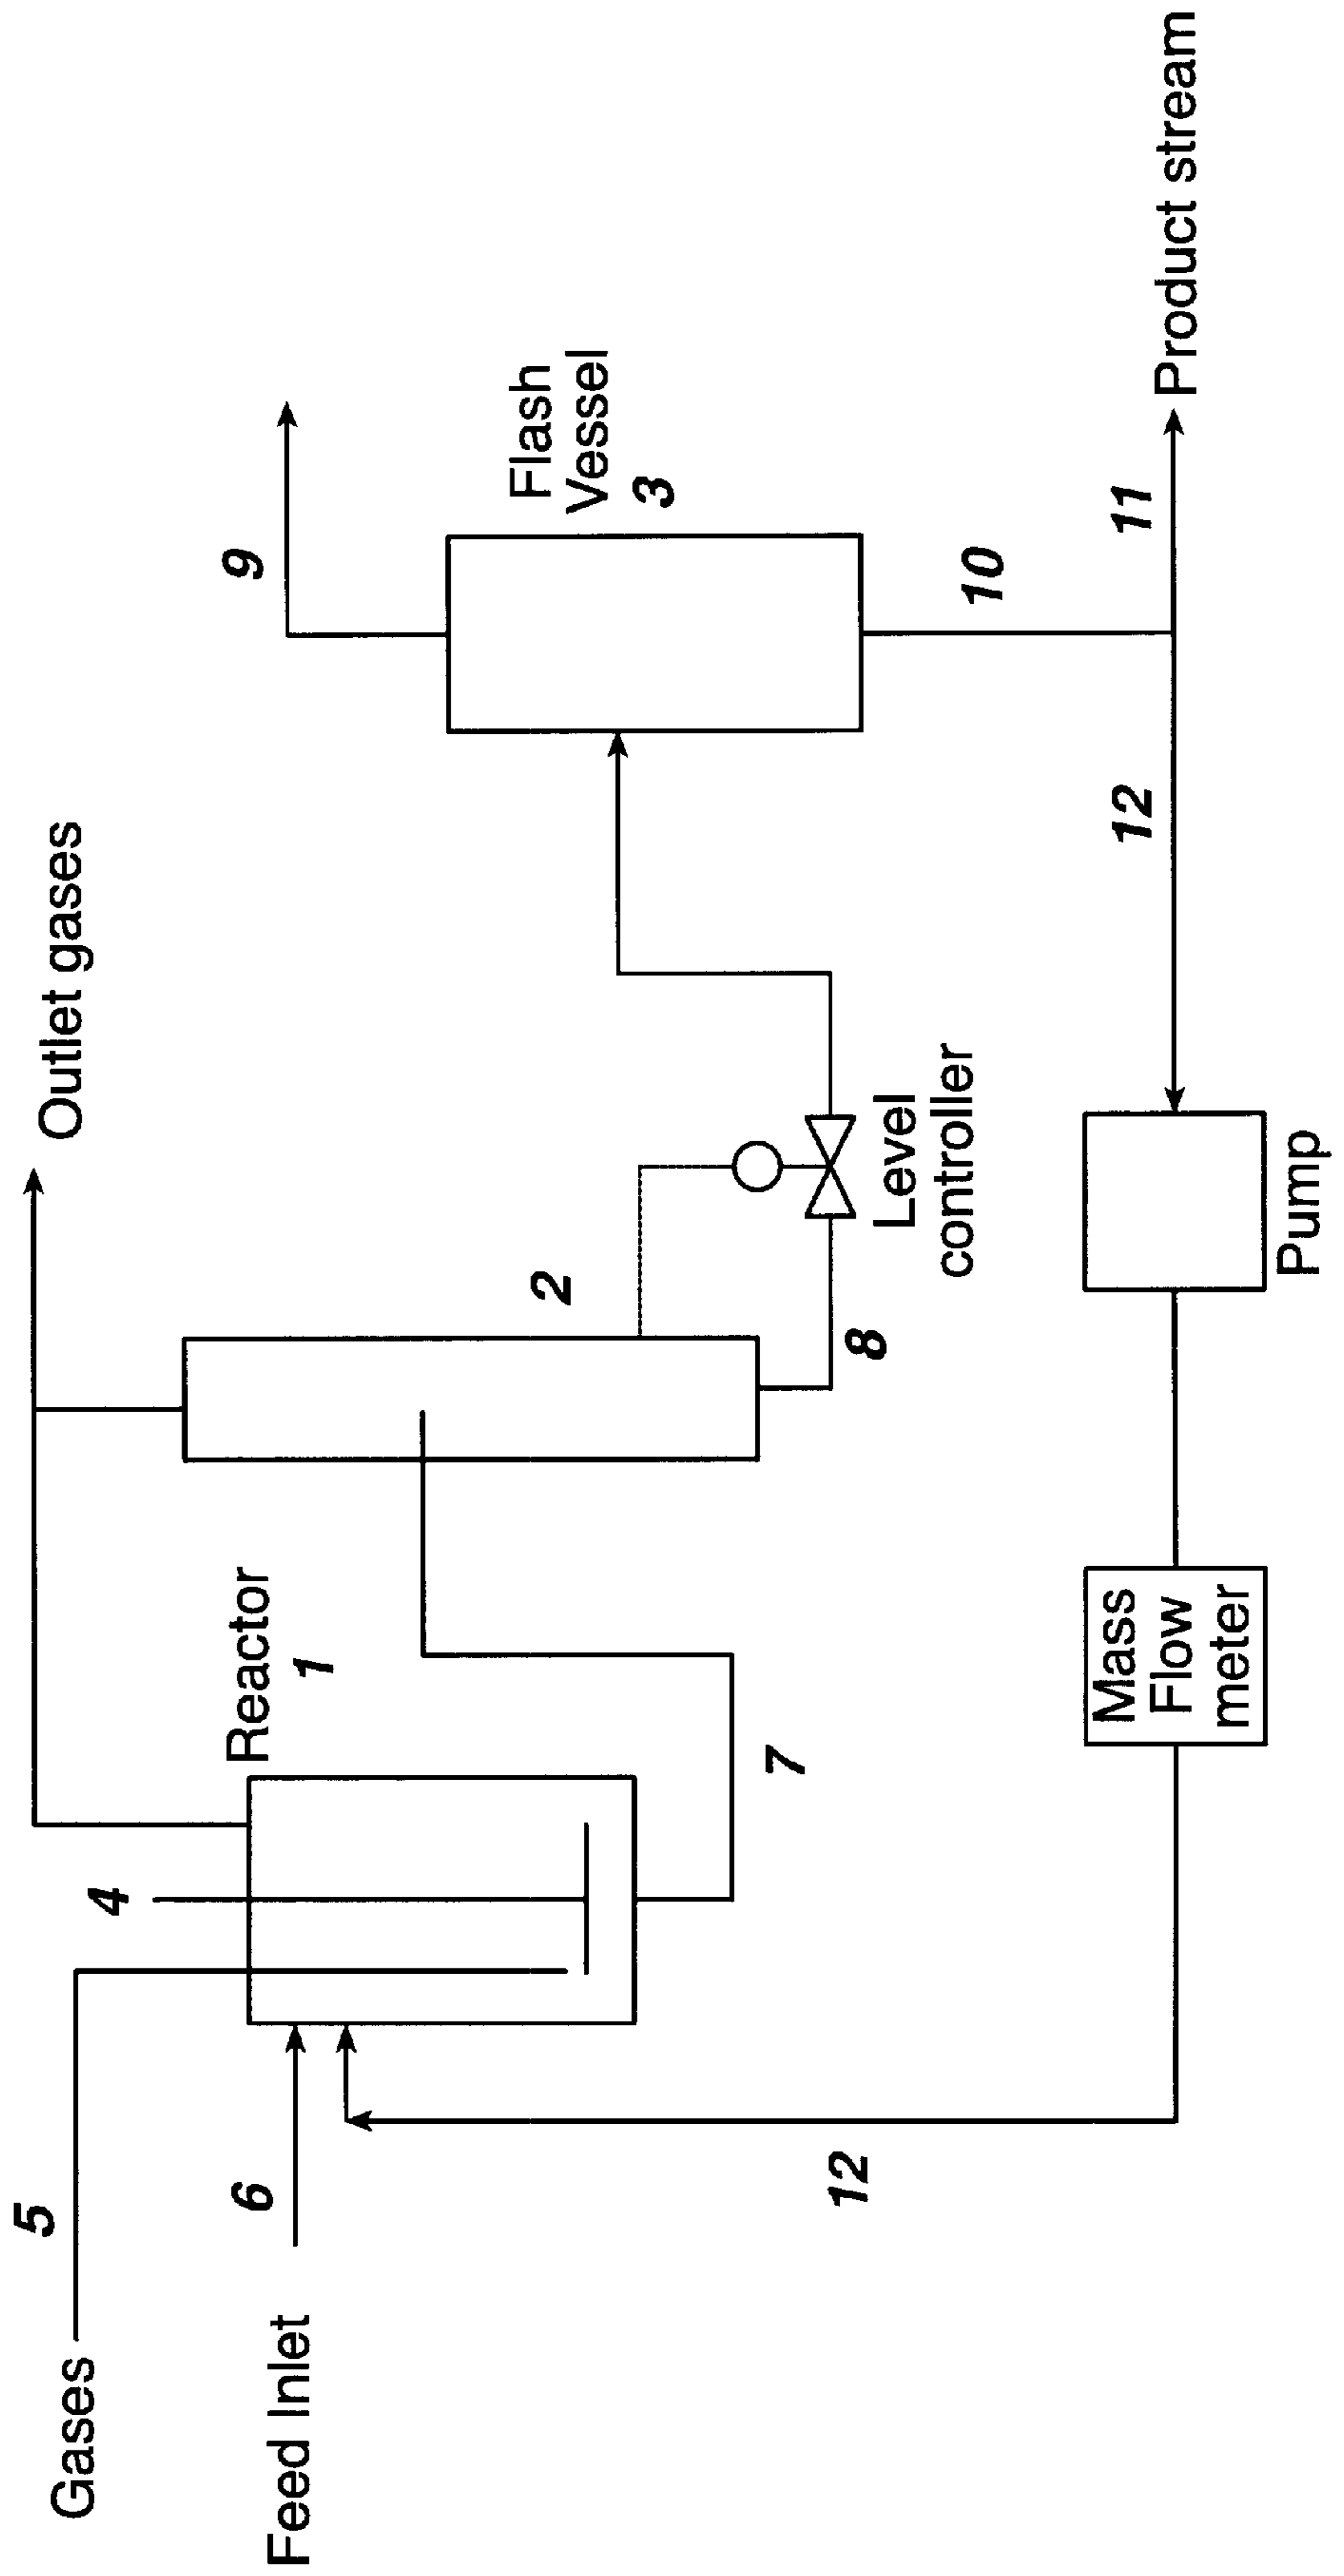 Outlet gases
Gases
5
4
9
Feed Inlet
6
Reactor
1
2
Flash
Vessel
3
7
8
Level
controller
10
12
12
11
Product stream
Mass
Flow
meter
Pump